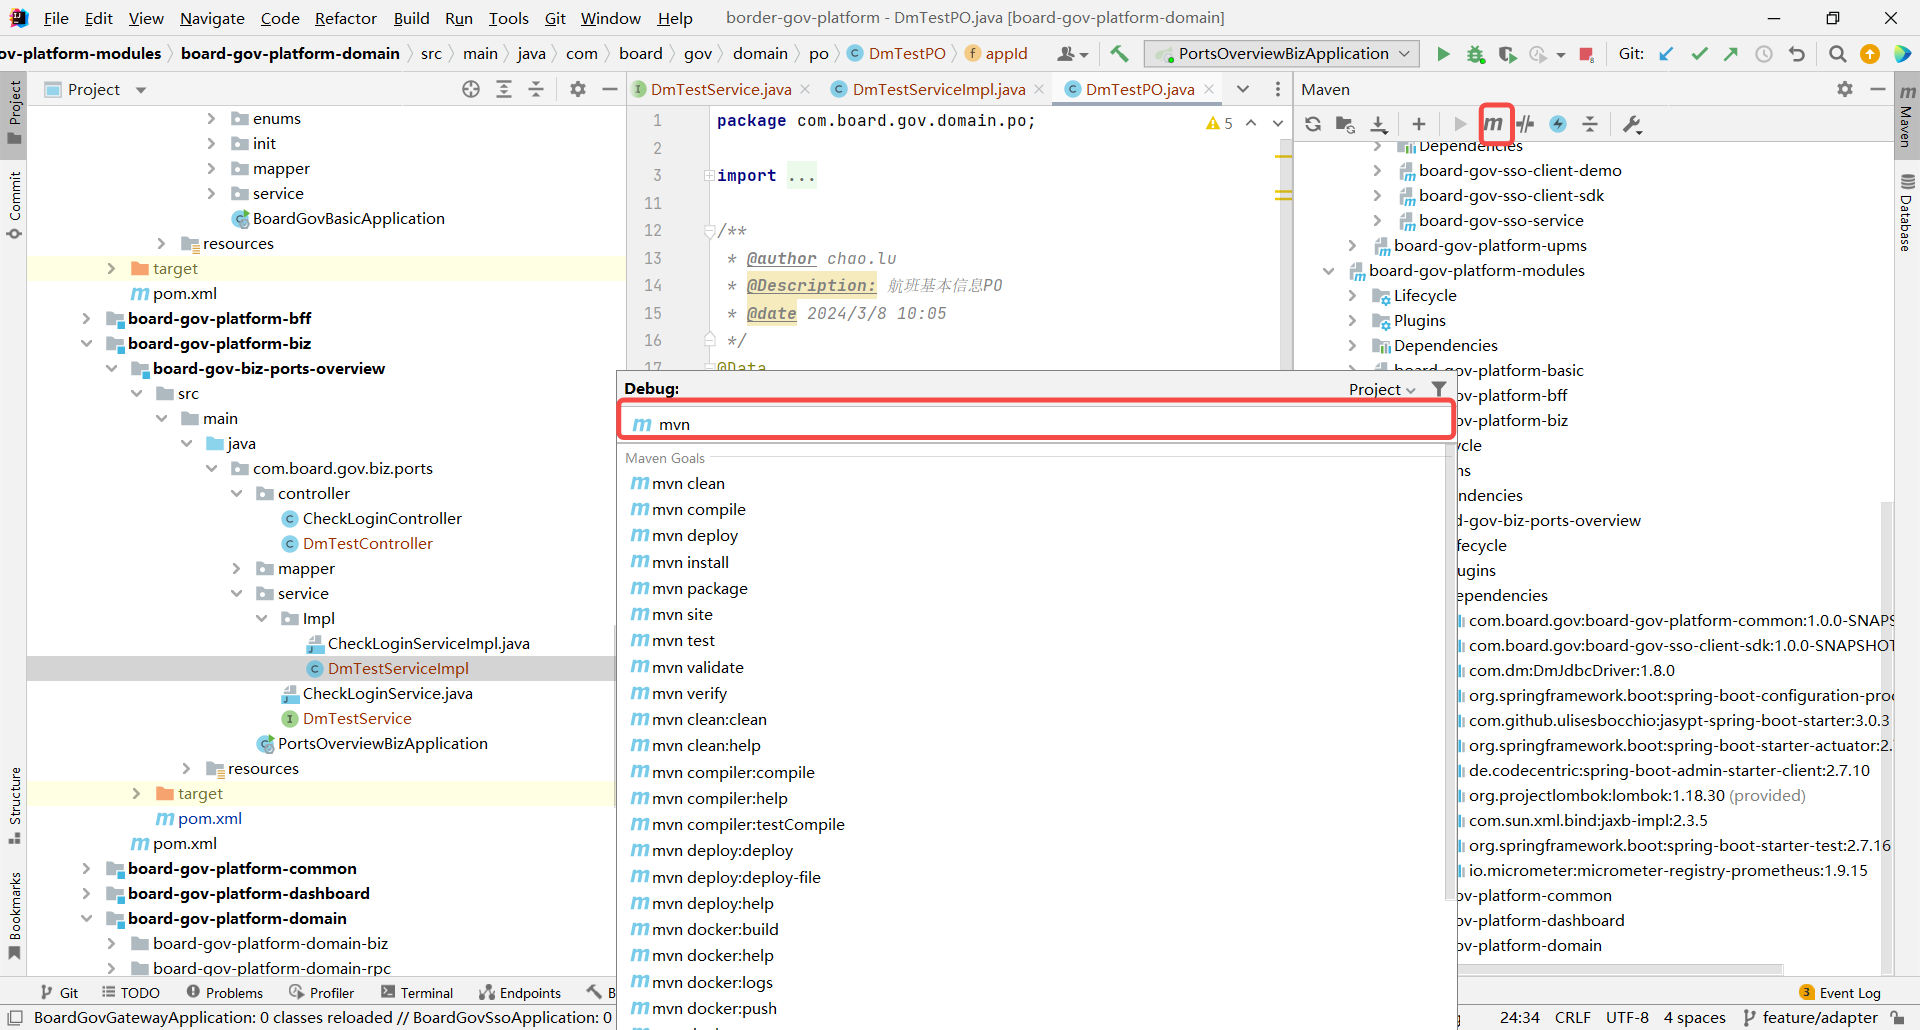 File Edit View Navigate Code Refactor Build Run Tools Git Window Help border-gov-platform - DmTestPO.java [board-gov-platform-domain]
ov-platform-modules board-gov-platform-domain src main java com board gov domain po DmTestPO appId PortsOverviewBizApplication Git:
Project
Commit
Structure
Bookmarks
Project
enums
init
mapper
service
BoardGovBasicApplication
resources
target
pom.xml
board-gov-platform-bff
board-gov-platform-biz
board-gov-biz-ports-overview
src
main
java
com.board.gov.biz.ports
controller
CheckLoginController
DmTestController
mapper
service
Impl
CheckLoginServiceImpl.java
DmTestServiceImpl
CheckLoginService.java
DmTestService
PortsOverviewBizApplication
resources
target
pom.xml
pom.xml
board-gov-platform-common
board-gov-platform-dashboard
board-gov-platform-domain
board-gov-platform-domain-biz
board-gov-platform-domain-rpc
DmTestService.java DmTestServiceImpl.java DmTestPO.java
1 package com.board.gov.domain.po; 5
2
3 import ...
11
12 /**
13 * @author chao.lu
14 * @Description: 航班基本信息PO
15 * @date 2024/3/8 10:05
16 */
17 @Data
Debug: Project
mvn
Maven Goals
mvn clean
mvn compile
mvn deploy
mvn install
mvn package
mvn site
mvn test
mvn validate
mvn verify
mvn clean:clean
mvn clean:help
mvn compiler:compile
mvn compiler:help
mvn compiler:testCompile
mvn deploy:deploy
mvn deploy:deploy-file
mvn deploy:help
mvn docker:build
mvn docker:help
mvn docker:logs
mvn docker:push
Maven
Dependencies
board-gov-sso-client-demo
board-gov-sso-client-sdk
board-gov-sso-service
board-gov-platform-upms
board-gov-platform-modules
Lifecycle
Plugins
Dependencies
board-gov-platform-basic
ov-platform-bff
ov-platform-biz
ycle
ns
ndencies
d-gov-biz-ports-overview
fecycle
ugins
ependencies
com.board.gov:board-gov-platform-common:1.0.0-SNAPS
com.board.gov:board-gov-sso-client-sdk:1.0.0-SNAPSHOT
com.dm:DmJdbcDriver:1.8.0
org.springframework.boot:spring-boot-configuration-proc
com.github.ulisesbocchio:jasypt-spring-boot-starter:3.0.3
org.springframework.boot:spring-boot-starter-actuator:2.
de.codecentric:spring-boot-admin-starter-client:2.7.10
org.projectlombok:lombok:1.18.30 (provided)
com.sun.xml.bind:jaxb-impl:2.3.5
org.springframework.boot:spring-boot-starter-test:2.7.16
io.micrometer:micrometer-registry-prometheus:1.9.15
ov-platform-common
ov-platform-dashboard
ov-platform-domain
Maven
Database
Git TODO Problems Profiler Terminal Endpoints B 3 Event Log
BoardGovGatewayApplication: 0 classes reloaded // BoardGovSsoApplication: 0 24:34 CRLF UTF-8 4 spaces feature/adapter